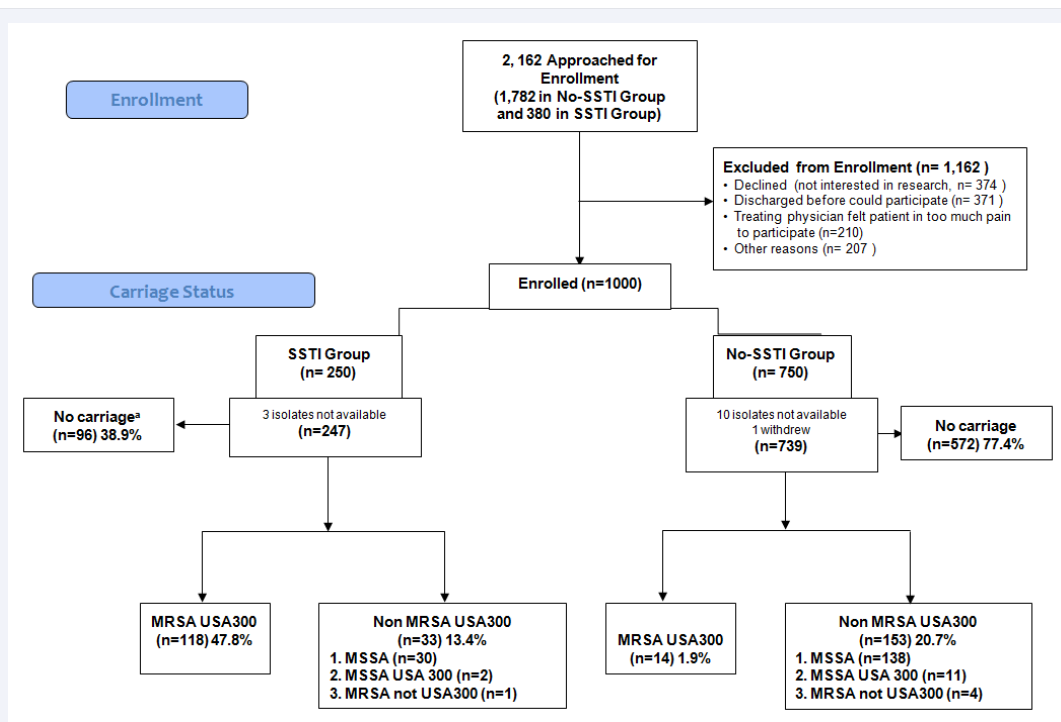 2, 162 Approached for
Enrollment
(1,782 in No-SSTI Group
and 380 in SSTI Group)
Enrollment
Excluded from Enrollment (n= 1,162 )
• Declined (not interested in research, n= 374 )
• Discharged before could participate (n= 371 )
• Treating physician felt patient in too much pain
to participate (n=210)
• Other reasons (n= 207 )
Enrolled (n=1000)
Carriage Status
SSTI Group
(n= 250)
No-SSTI Group
(n= 750)
No carriageª
(n=96) 38.9%
3 isolates not available
(n=247)
10 isolates not available
1 withdrew
(n=739)
No carriage
(n=572) 77.4%
MRSA USA300
(n=118) 47.8%
Non MRSA USA300
(n=33) 13.4%
1. MSSA (n=30)
2. MSSA USA 300 (n=2)
3. MRSA not USA300 (n=1)
MRSA USA300
(n=14) 1.9%
Non MRSA USA300
(n=153) 20.7%
1. MSSA (n=138)
2. MSSA USA 300 (n=11)
3. MRSA not USA300 (n=4)